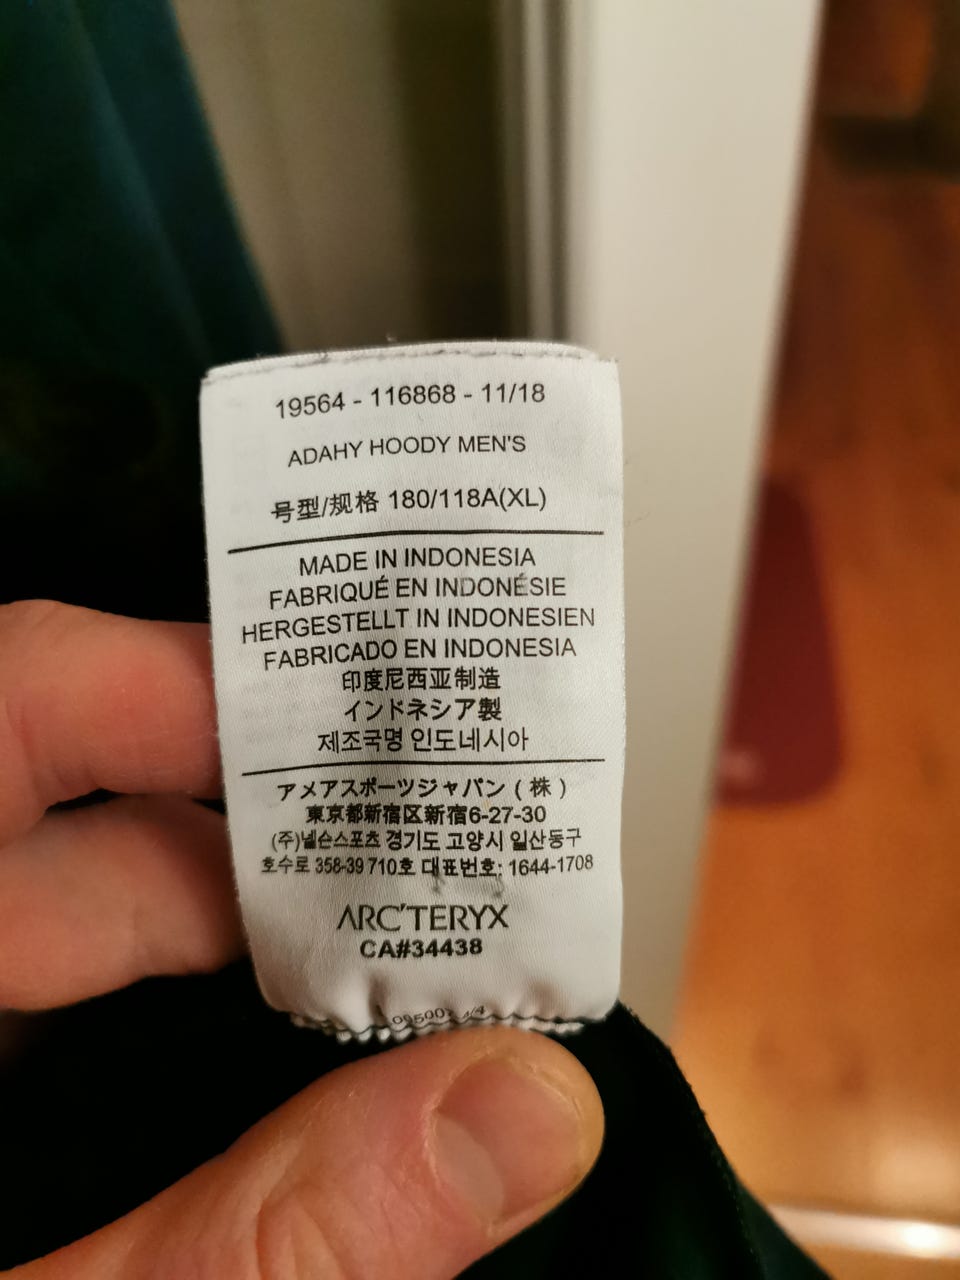 19564 - 116868 - 11/18
ADAHY HOODY MEN'S
号型/规格 180/118A(XL)
MADE IN INDONESIA
FABRIQUÉ EN INDONÉSIE
HERGESTELLT IN INDONESIEN
FABRICADO EN INDONESIA
印度尼西亚制造
インドネシア製
제조국명 인도네시아
アメアスポーツジャパン ( 株 )
東京都新宿区新宿6-27-30
(주)넬슨스포츠 경기도 고양시 일산동구
호수로 358-39 710호 대표번호: 1644-1708
ARC'TERYX
CA#34438
4/4